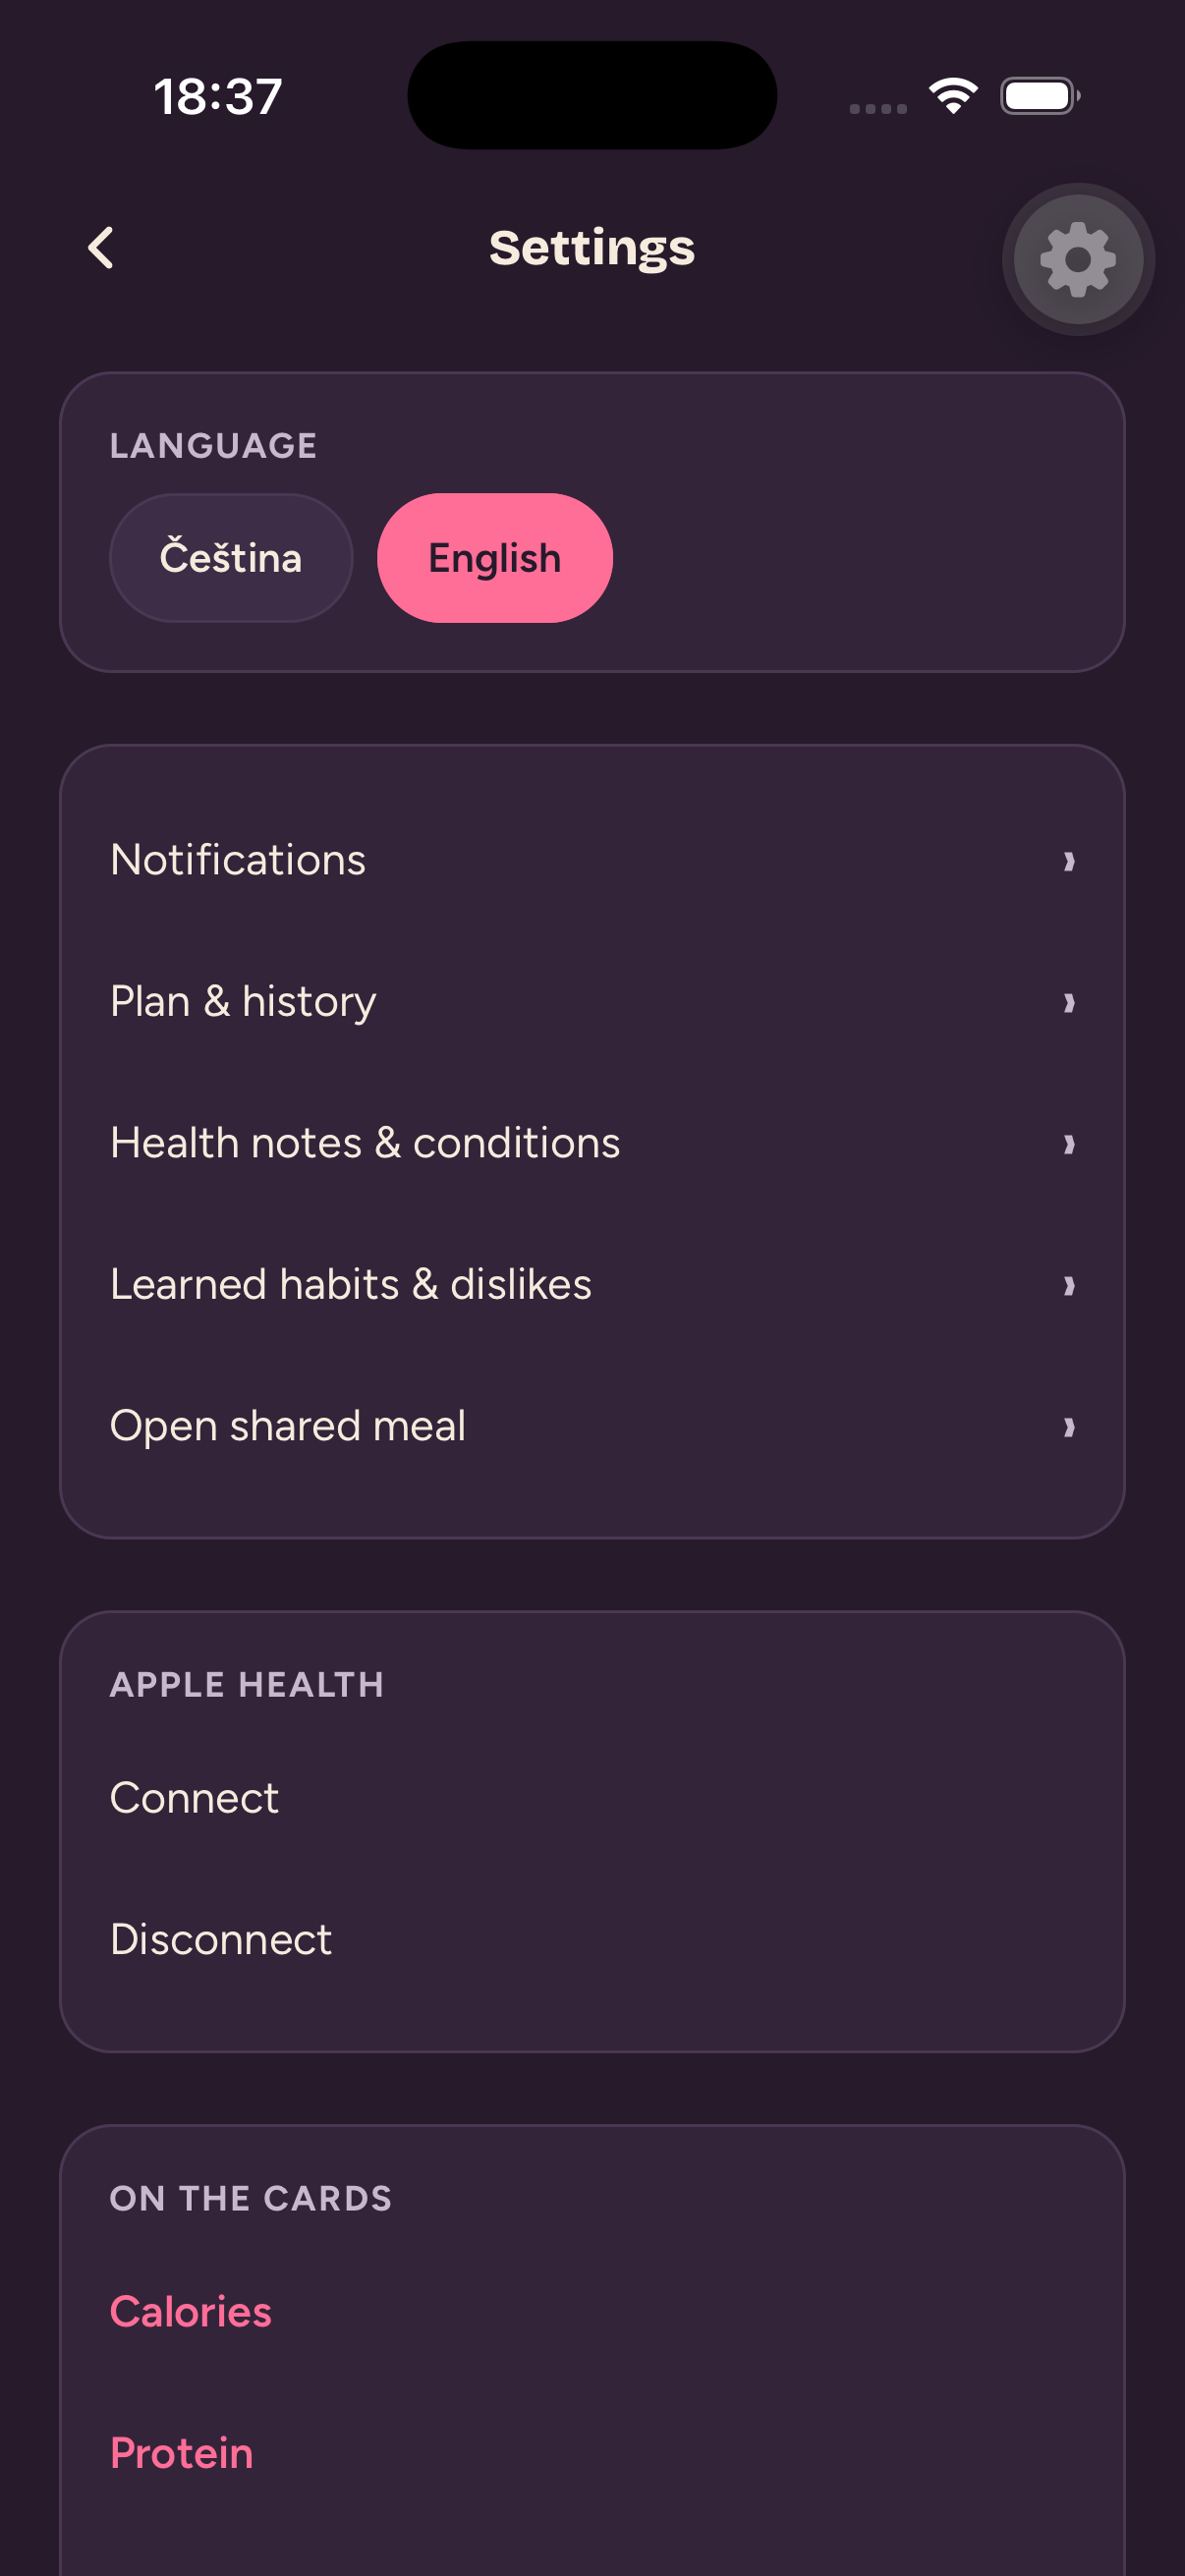 18:37
Settings
LANGUAGE
Čeština
English
Notifications
Plan & history
Health notes & conditions
Learned habits & dislikes
Open shared meal
APPLE HEALTH
Connect
Disconnect
ON THE CARDS
Calories
Protein